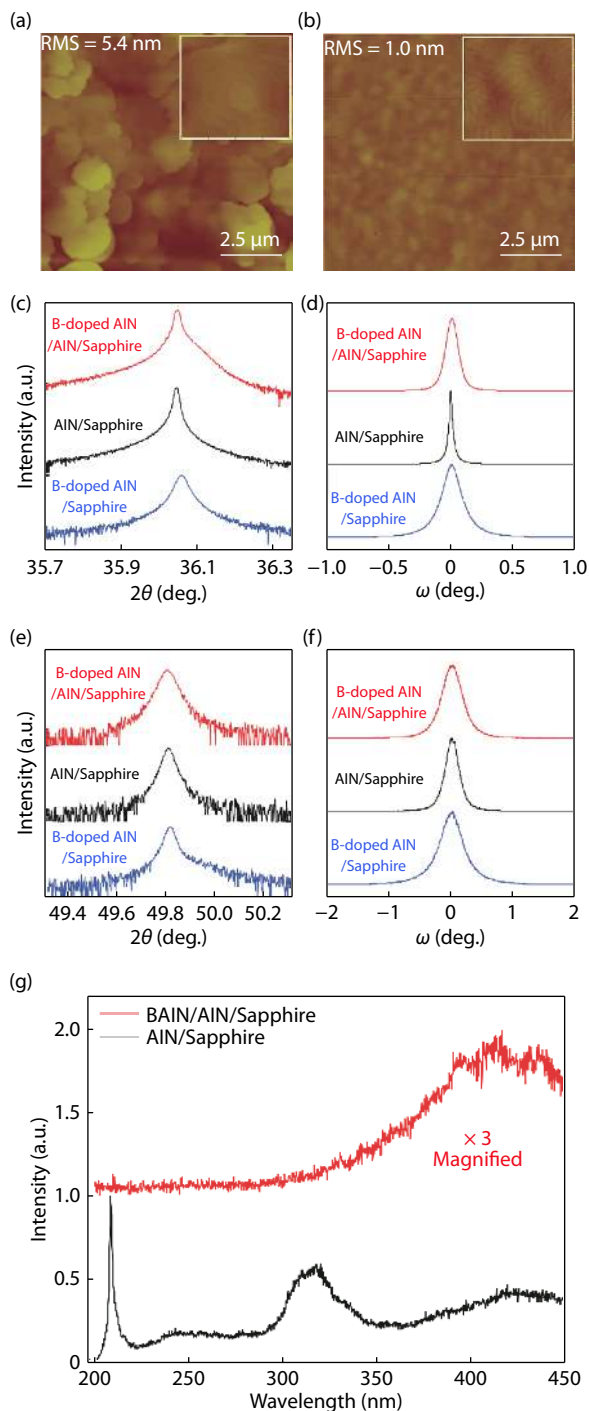 (a)
RMS = 5.4 nm
2.5 μm
(b)
RMS = 1.0 nm
2.5 μm
(c)
B-doped AlN
/AlN/Sapphire
AlN/Sapphire
B-doped AlN
/Sapphire
Intensity (a.u.)
35.7 35.9 36.1 36.3
2θ (deg.)
(d)
B-doped AlN
/AlN/Sapphire
AlN/Sapphire
B-doped AlN
/Sapphire
−1.0 −0.5 0 0.5 1.0
ω (deg.)
(e)
B-doped AlN
/AlN/Sapphire
AlN/Sapphire
B-doped AlN
/Sapphire
Intensity (a.u.)
49.4 49.6 49.8 50.0 50.2
2θ (deg.)
(f)
B-doped AlN
/AlN/Sapphire
AlN/Sapphire
B-doped AlN
/Sapphire
−2 −1 0 1 2
ω (deg.)
(g)
BAlN/AlN/Sapphire
AlN/Sapphire
× 3
Magnified
Intensity (a.u.)
2.0
1.5
1.0
0.5
0
200 250 300 350 400 450
Wavelength (nm)